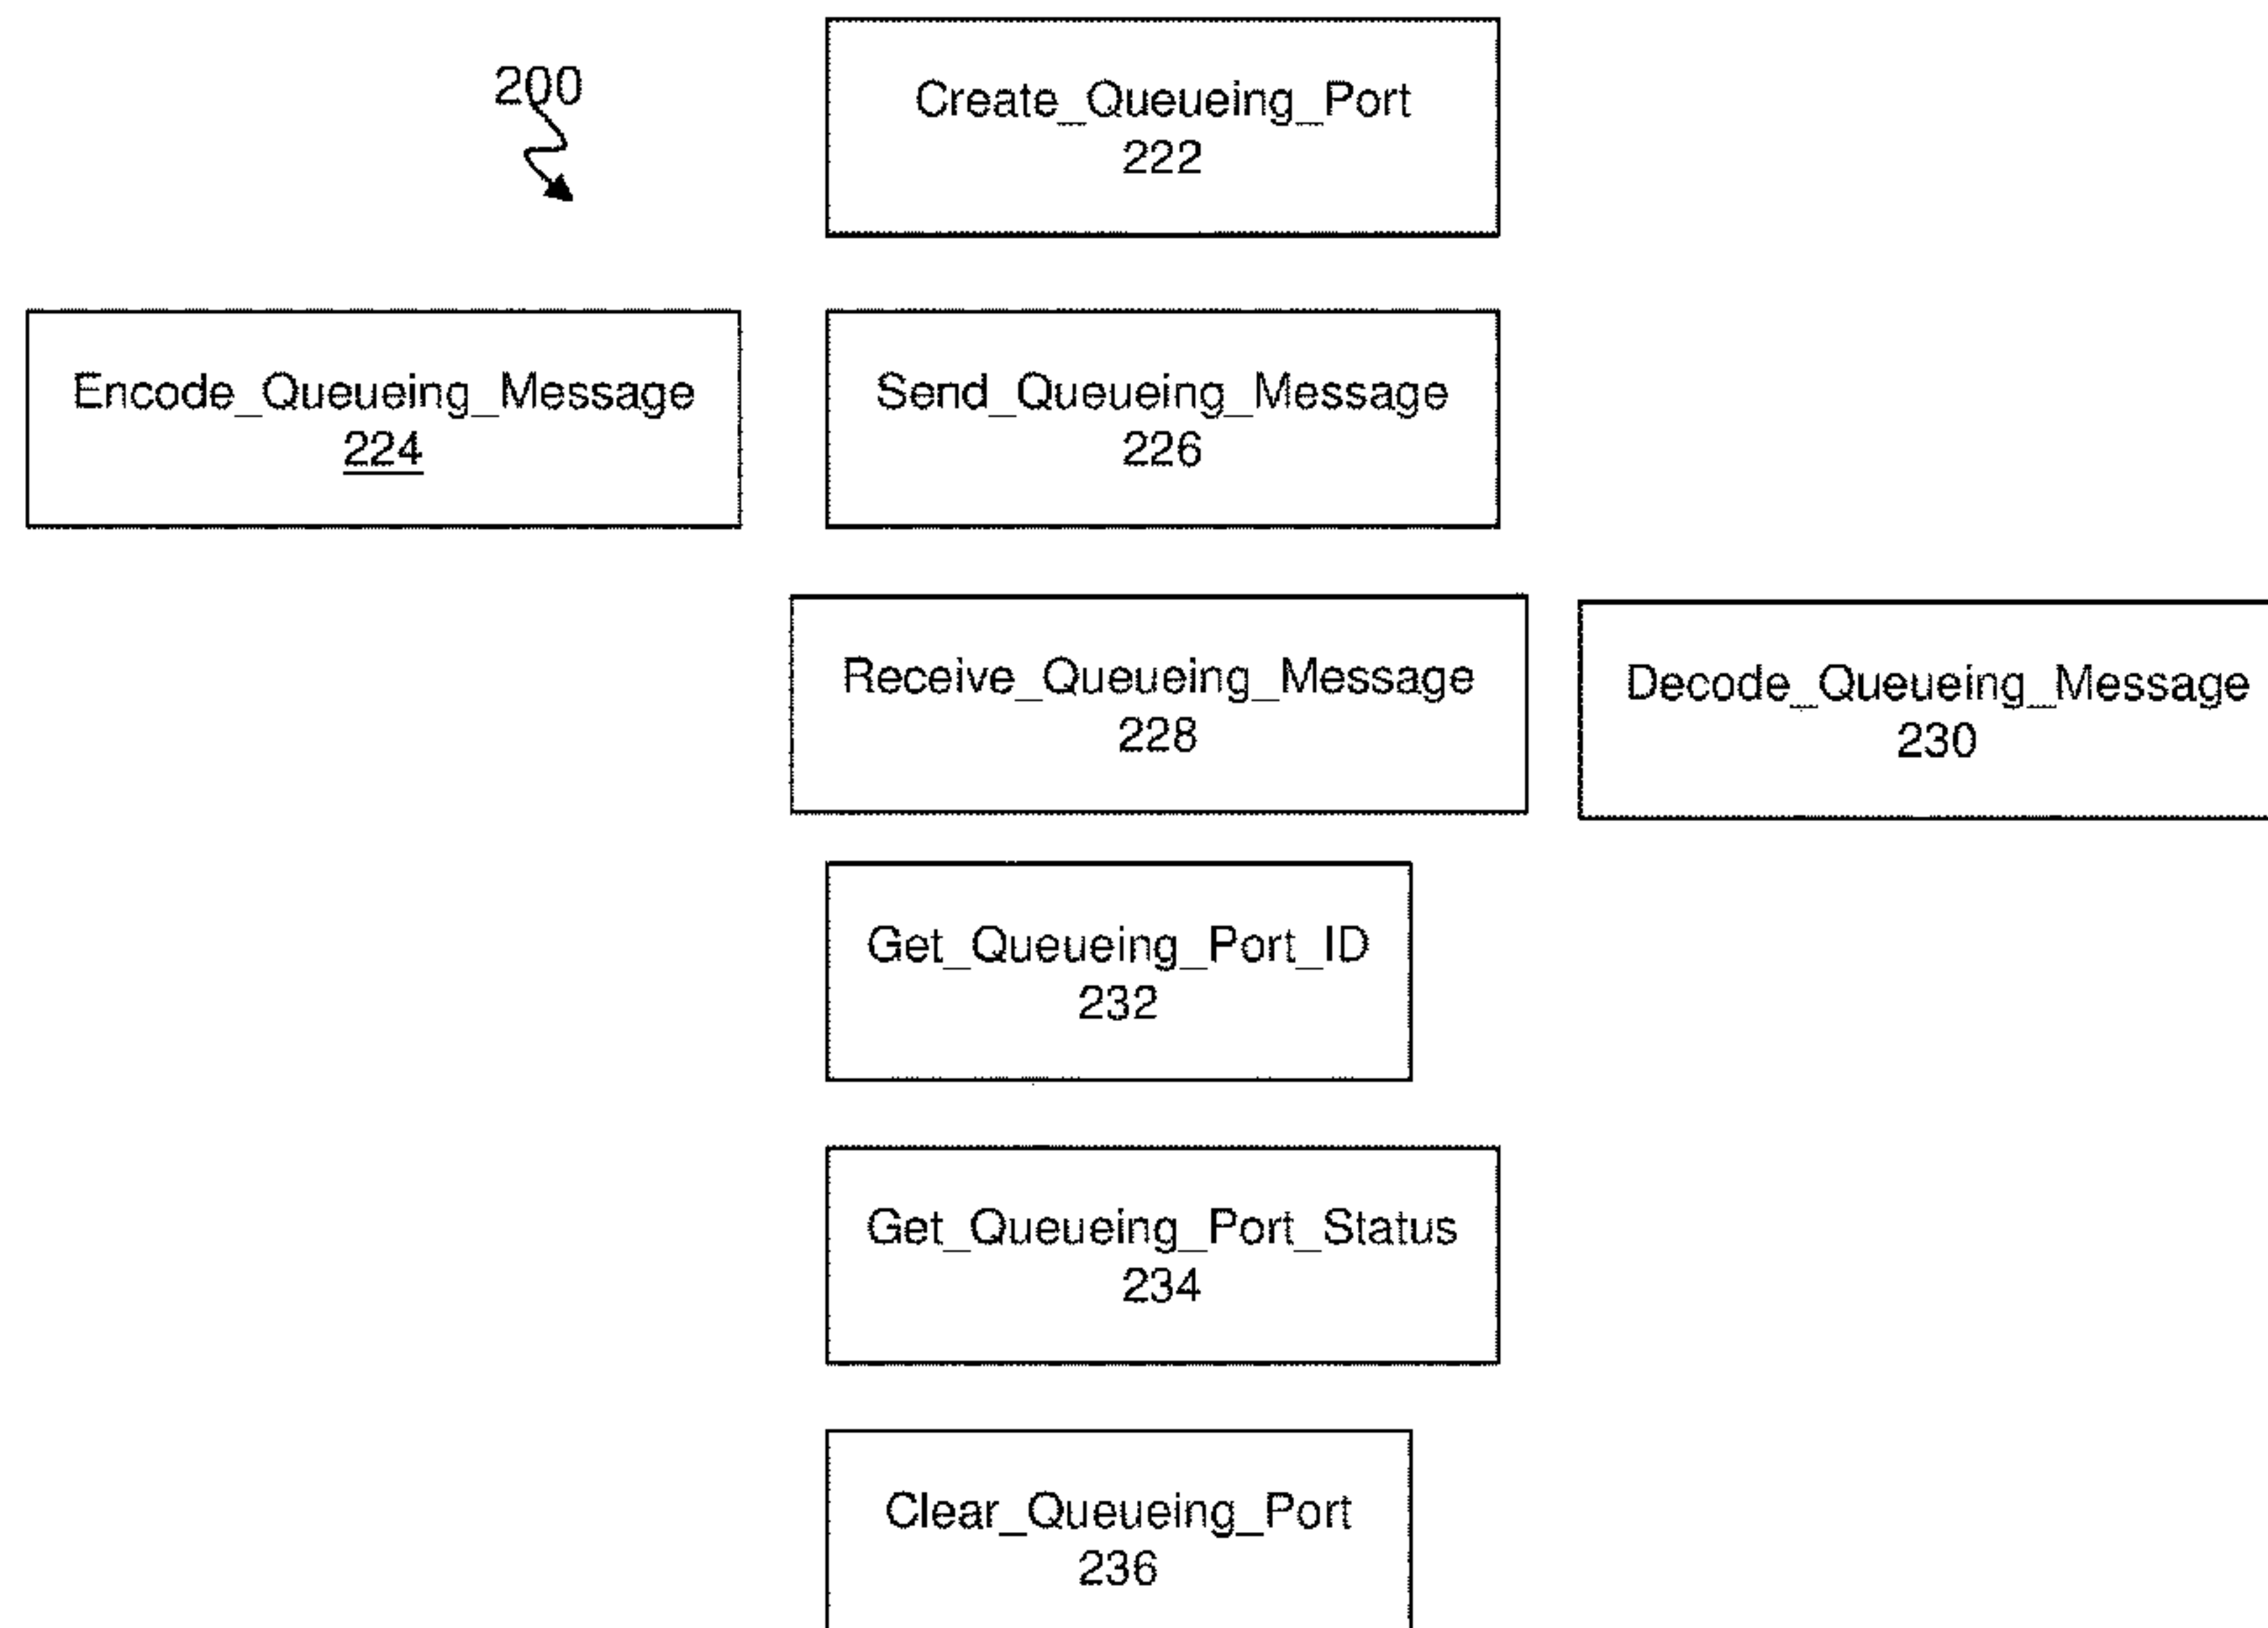 200
Create_Queueing_Port
222
Encode_Queueing_Message
224
Send_Queueing_Message
226
Receive_Queueing_Message
228
Decode_Queueing_Message
230
Get_Queueing_Port_ID
232
Get_Queueing_Port_Status
234
Clear_Queueing_Port
236